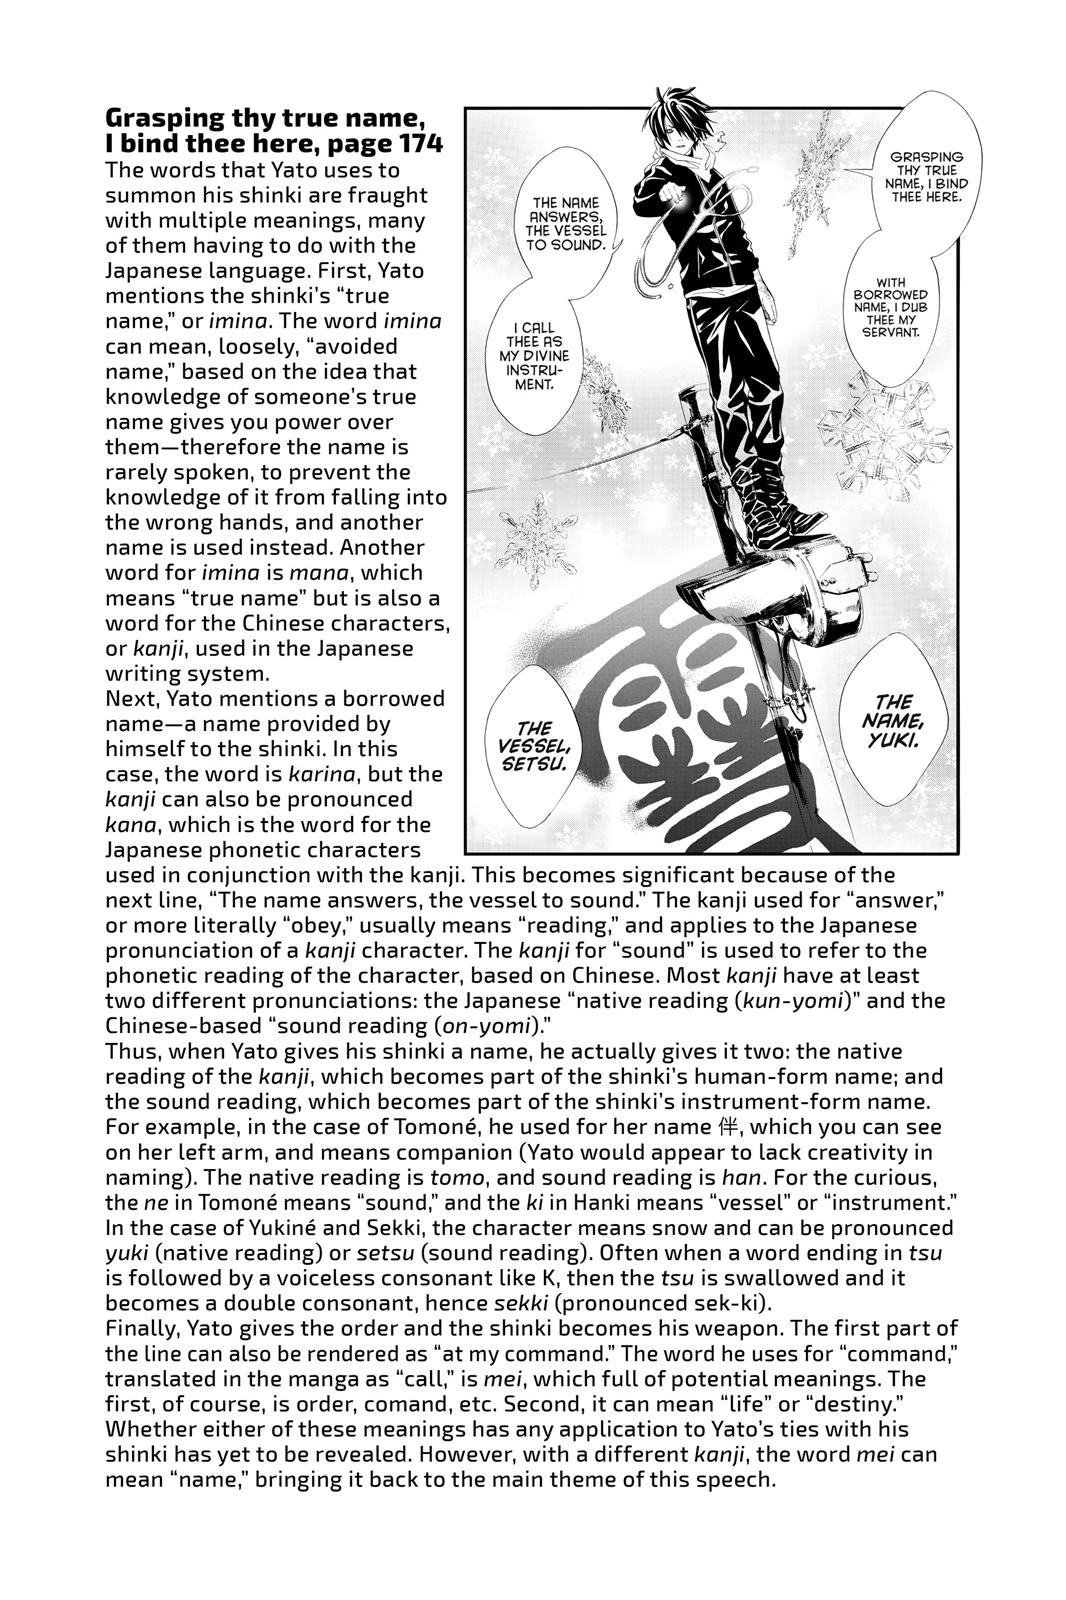 Grasping thy true name,
I bind thee here, page 174
The words that Yato uses to
summon his shinki are fraught
with multiple meanings, many
of them having to do with the
Japanese language. First, Yato
mentions the shinki's “true
name,” or imina. The word imina
can mean, loosely, “avoided
name,” based on the idea that
knowledge of someone's true
name gives you power over
them—therefore the name is
rarely spoken, to prevent the
knowledge of it from falling into
the wrong hands, and another
name is used instead. Another
word for imina is mana, which
means “true name” but is also a
word for the Chinese characters,
or kanji, used in the Japanese
writing system.
Next, Yato mentions a borrowed
name—a name provided by
himself to the shinki. In this
case, the word is karina, but the
kanji can also be pronounced
kana, which is the word for the
Japanese phonetic characters
used in conjunction with the kanji. This becomes significant because of the
next line, “The name answers, the vessel to sound.” The kanji used for “answer,”
or more literally “obey,” usually means “reading,” and applies to the Japanese
pronunciation of a kanji character. The kanji for “sound” is used to refer to the
phonetic reading of the character, based on Chinese. Most kanji have at least
two different pronunciations: the Japanese “native reading (kun-yomi)” and the
Chinese-based “sound reading (on-yomi).”
Thus, when Yato gives his shinki a name, he actually gives it two: the native
reading of the kanji, which becomes part of the shinki's human-form name; and
the sound reading, which becomes part of the shinki's instrument-form name.
For example, in the case of Tomoné, he used for her name 伴, which you can see
on her left arm, and means companion (Yato would appear to lack creativity in
naming). The native reading is tomo, and sound reading is han. For the curious,
the ne in Tomoné means “sound,” and the ki in Hanki means “vessel” or “instrument.”
In the case of Yukiné and Sekki, the character means snow and can be pronounced
yuki (native reading) or setsu (sound reading). Often when a word ending in tsu
is followed by a voiceless consonant like K, then the tsu is swallowed and it
becomes a double consonant, hence sekki (pronounced sek-ki).
Finally, Yato gives the order and the shinki becomes his weapon. The first part of
the line can also be rendered as “at my command.” The word he uses for “command,”
translated in the manga as “call,” is mei, which full of potential meanings. The
first, of course, is order, comand, etc. Second, it can mean “life” or “destiny.”
Whether either of these meanings has any application to Yato's ties with his
shinki has yet to be revealed. However, with a different kanji, the word mei can
mean “name,” bringing it back to the main theme of this speech.
GRASPING
THY TRUE
NAME, I BIND
THEE HERE.
WITH
BORROWED
NAME, I DUB
THEE MY
SERVANT.
THE NAME
ANSWERS,
THE VESSEL
TO SOUND.
I CALL
THEE AS
MY DIVINE
INSTRU-
MENT.
THE
NAME,
YUKI.
THE
VESSEL,
SETSU.